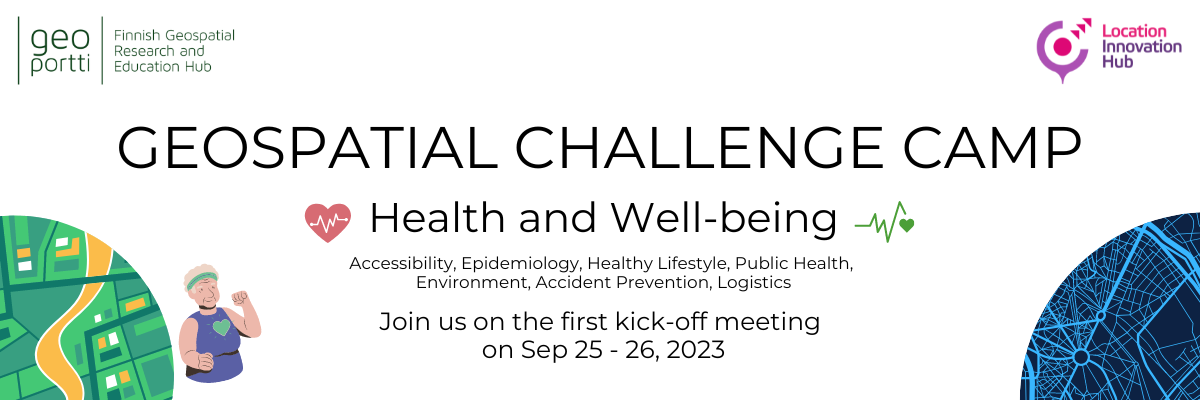 geo
portti
Finnish Geospatial
Research and
Education Hub
Location
Innovation
Hub
GEOSPATIAL CHALLENGE CAMP
Health and Well-being
Accessibility, Epidemiology, Healthy Lifestyle, Public Health,
Environment, Accident Prevention, Logistics
Join us on the first kick-off meeting
on Sep 25 - 26, 2023